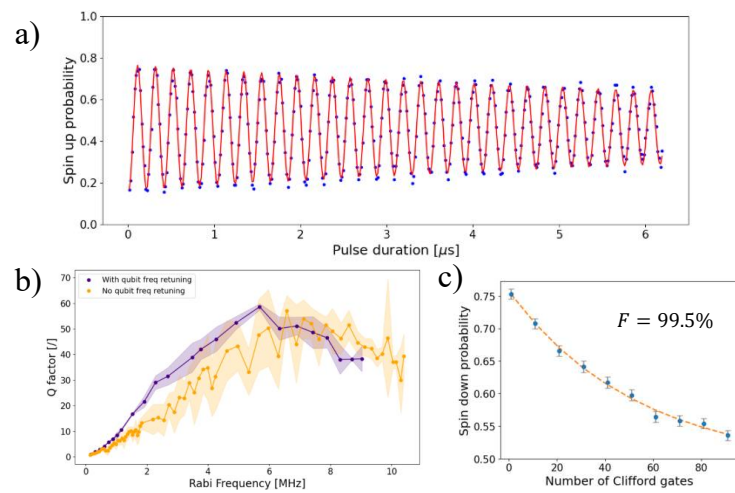 a)
Spin up probability
1.0
0.8
0.6
0.4
0.2
0.0
0 1 2 3 4 5 6
Pulse duration [μs]
b)
Q factor [/]
70
60
50
40
30
20
10
0
With qubit freq retuning
No qubit freq retuning
0 2 4 6 8 10
Rabi Frequency [MHz]
c)
Spin down probability
0.75
0.70
0.65
0.60
0.55
0.50
F = 99.5%
0 20 40 60 80
Number of Clifford gates